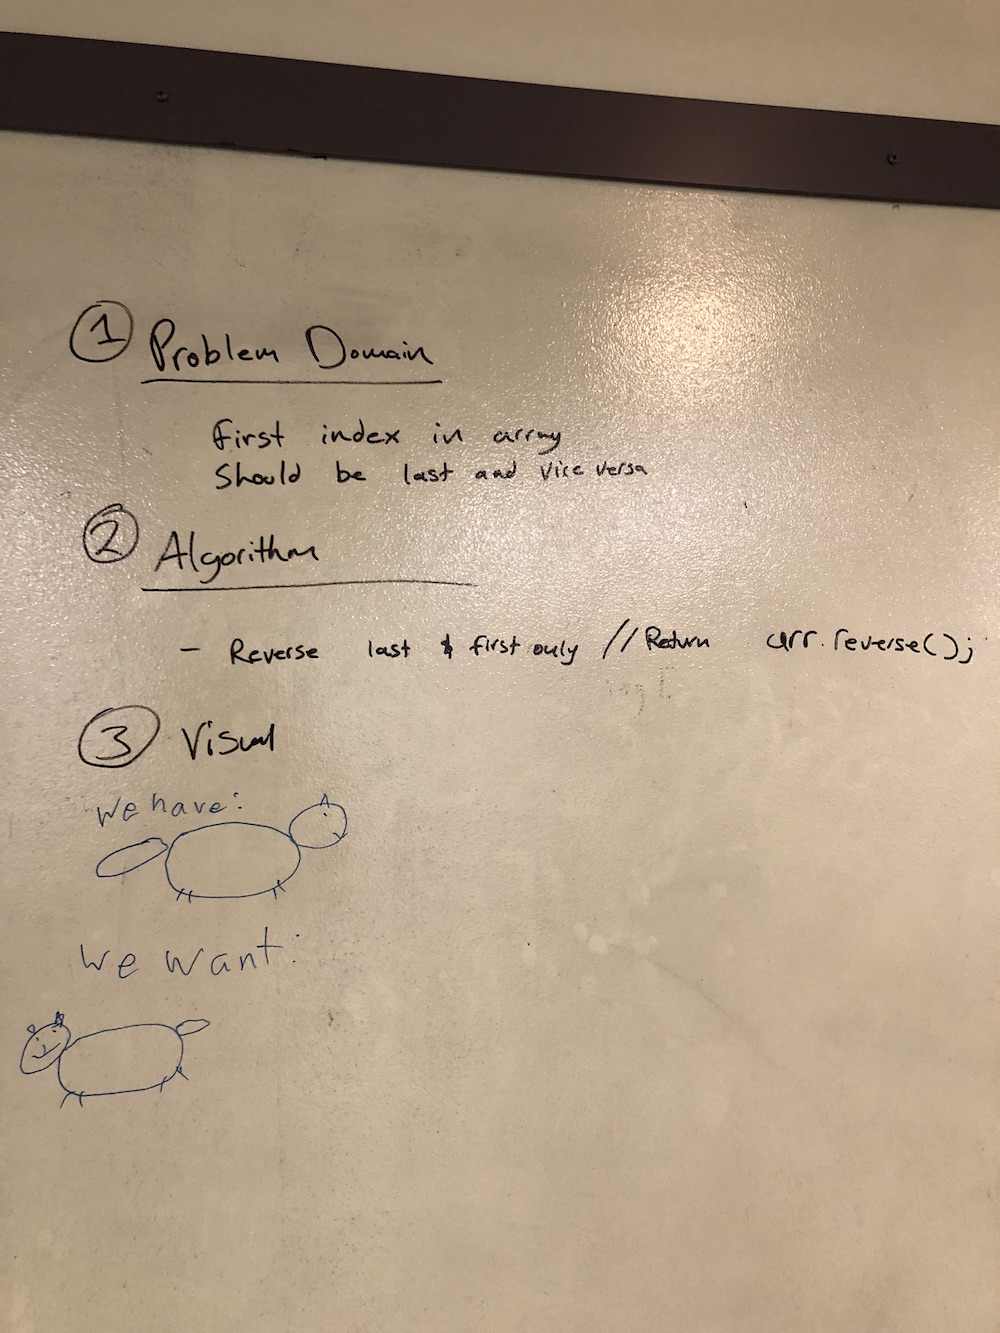 1 Problem Domain
First index in array
Should be last and vice versa
2 Algorithm
- Reverse last & first only // Return arr.reverse();
3 Visual
We have:
We want: